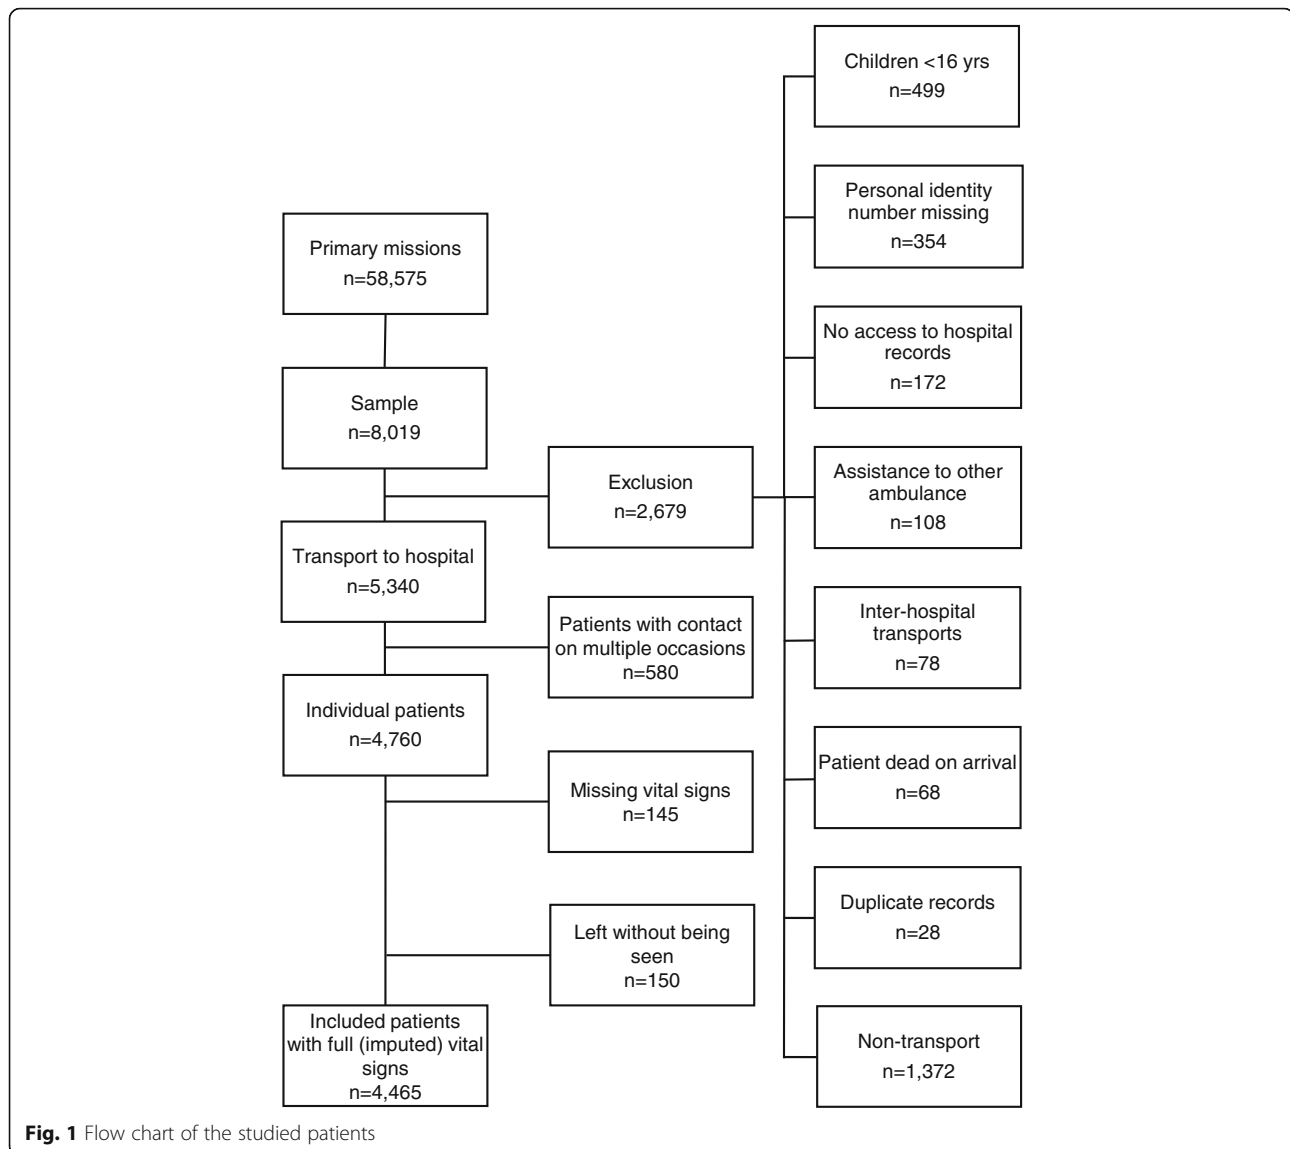 Primary missions
n=58,575
Sample
n=8,019
Transport to hospital
n=5,340
Individual patients
n=4,760
Included patients
with full (imputed) vital
signs
n=4,465
Exclusion
n=2,679
Patients with contact
on multiple occasions
n=580
Missing vital signs
n=145
Left without being
seen
n=150
Children <16 yrs
n=499
Personal identity
number missing
n=354
No access to hospital
records
n=172
Assistance to other
ambulance
n=108
Inter-hospital
transports
n=78
Patient dead on arrival
n=68
Duplicate records
n=28
Non-transport
n=1,372
Fig. 1 Flow chart of the studied patients